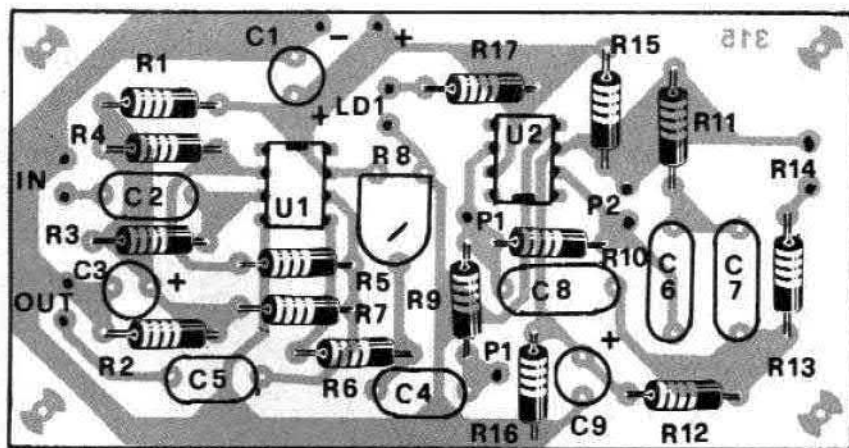 C1
-
+
R17
R15
315
R1
+
LD1
U2
R11
R4
R8
R14
IN
C2
U1
P1
P2
R3
R10
C3
+
R5
R9
C8
C6
C7
OUT
R7
+
R2
C5
R6
P1
C4
R13
R16
C9
R12